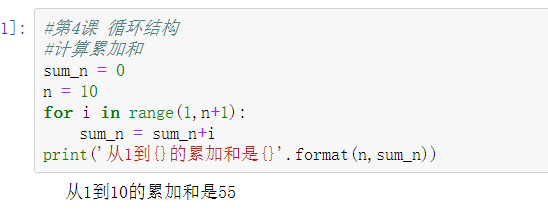 1]:
#第4课 循环结构
#计算累加和
sum_n = 0
n = 10
for i in range(1,n+1):
    sum_n = sum_n+i
print('从1到{}的累加和是{}'.format(n,sum_n))
从1到10的累加和是55